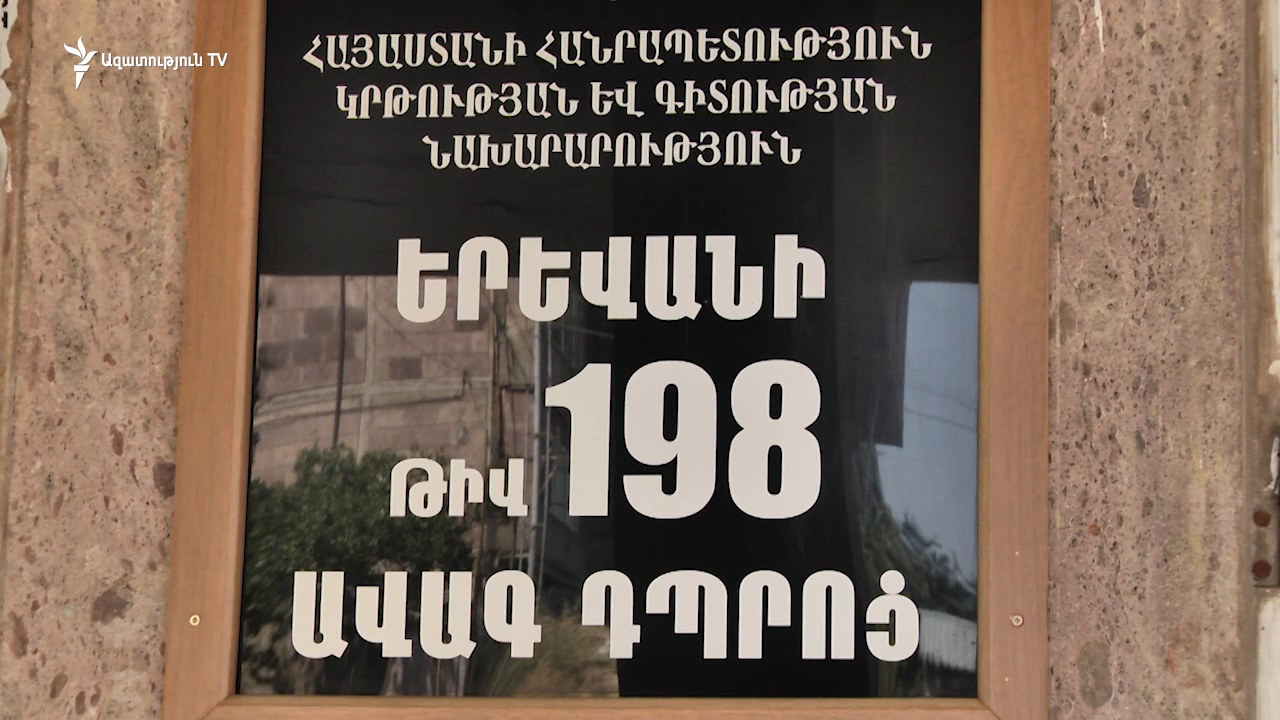 Ազատություն TV
ՀԱՅԱՍՏԱՆԻ ՀԱՆՐԱՊԵՏՈՒԹՅՈՒՆ
ԿՐԹՈՒԹՅԱՆ ԵՎ ԳԻՏՈՒԹՅԱՆ
ՆԱԽԱՐԱՐՈՒԹՅՈՒՆ
ԵՐԵՎԱՆԻ
ԹԻՎ 198
ԱՎԱԳ ԴՊՐՈՑ